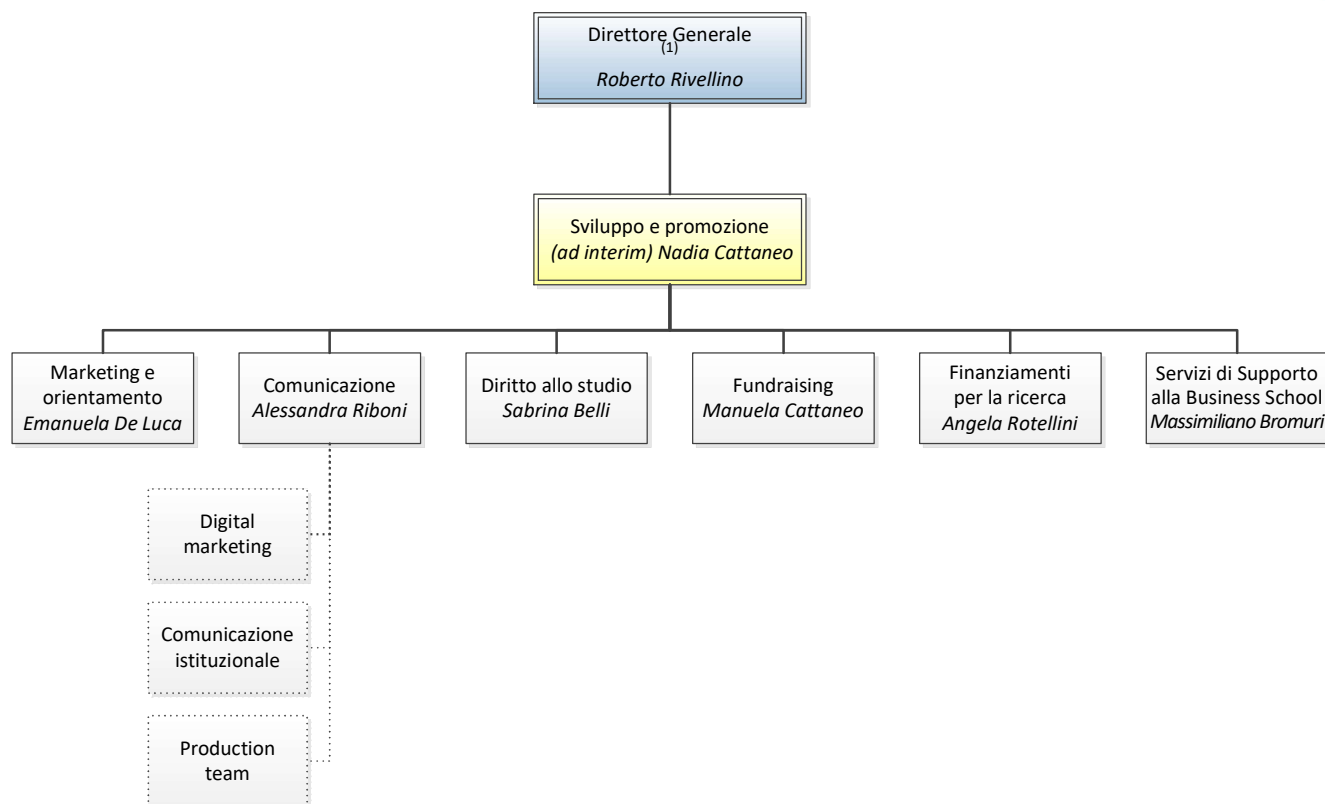 Direttore Generale
(1)
Roberto Rivellino
Sviluppo e promozione
(ad interim) Nadia Cattaneo
Marketing e
orientamento
Emanuela De Luca
Comunicazione
Alessandra Riboni
Diritto allo studio
Sabrina Belli
Fundraising
Manuela Cattaneo
Finanziamenti
per la ricerca
Angela Rotellini
Servizi di Supporto
alla Business School
Massimiliano Bromuri
Digital
marketing
Comunicazione
istituzionale
Production
team